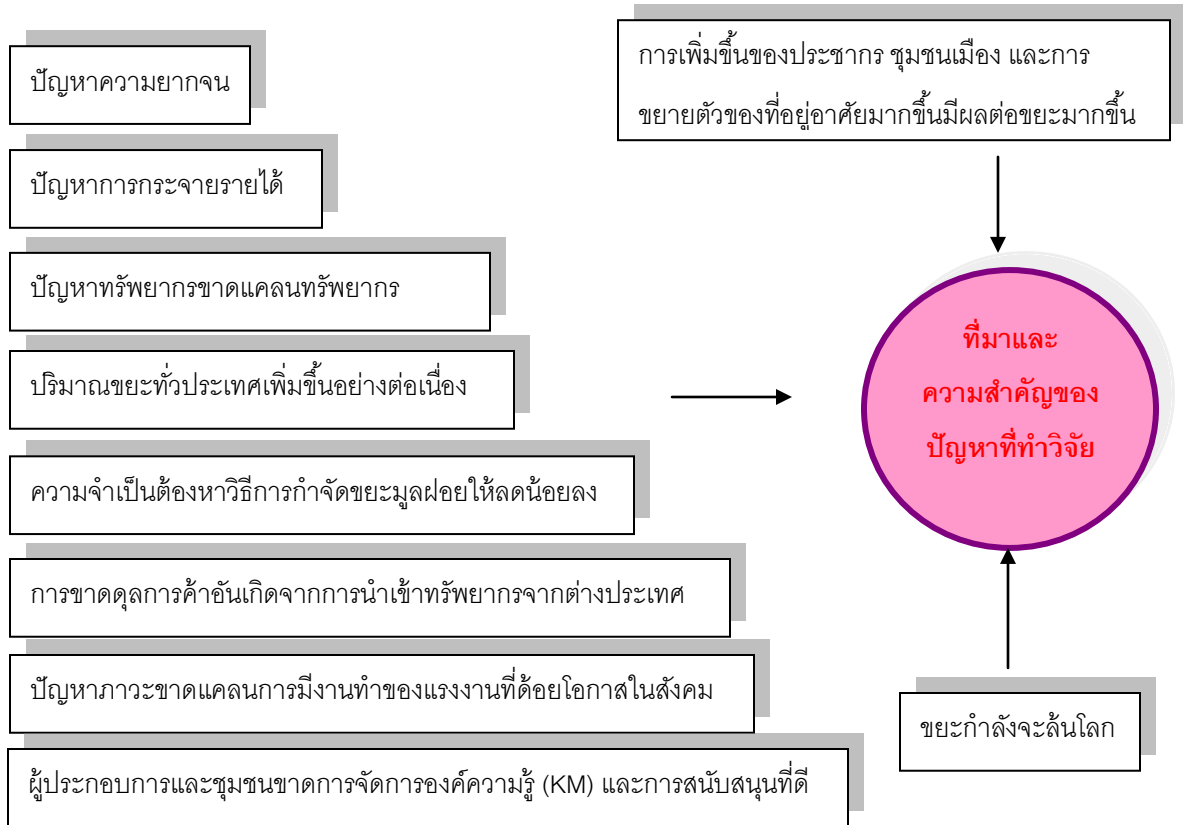 ปัญหาความยากจน
ปัญหาการกระจายรายได้
ปัญหาทรัพยากรขาดแคลนทรัพยากร
ปริมาณขยะทั่วประเทศเพิ่มขึ้นอย่างต่อเนื่อง
ความจำเป็นต้องหาวิธีการกำจัดขยะมูลฝอยให้ลดน้อยลง
การขาดดุลการค้าอันเกิดจากการนำเข้าทรัพยากรจากต่างประเทศ
ปัญหาภาวะขาดแคลนการมีงานทำของแรงงานที่ด้อยโอกาสในสังคม
ผู้ประกอบการและชุมชนขาดการจัดการองค์ความรู้ (KM) และการสนับสนุนที่ดี
การเพิ่มขึ้นของประชากร ชุมชนเมือง และการ
ขยายตัวของที่อยู่อาศัยมากขึ้นมีผลต่อขยะมากขึ้น
ที่มาและ
ความสำคัญของ
ปัญหาที่ทำวิจัย
ขยะกำลังจะล้นโลก